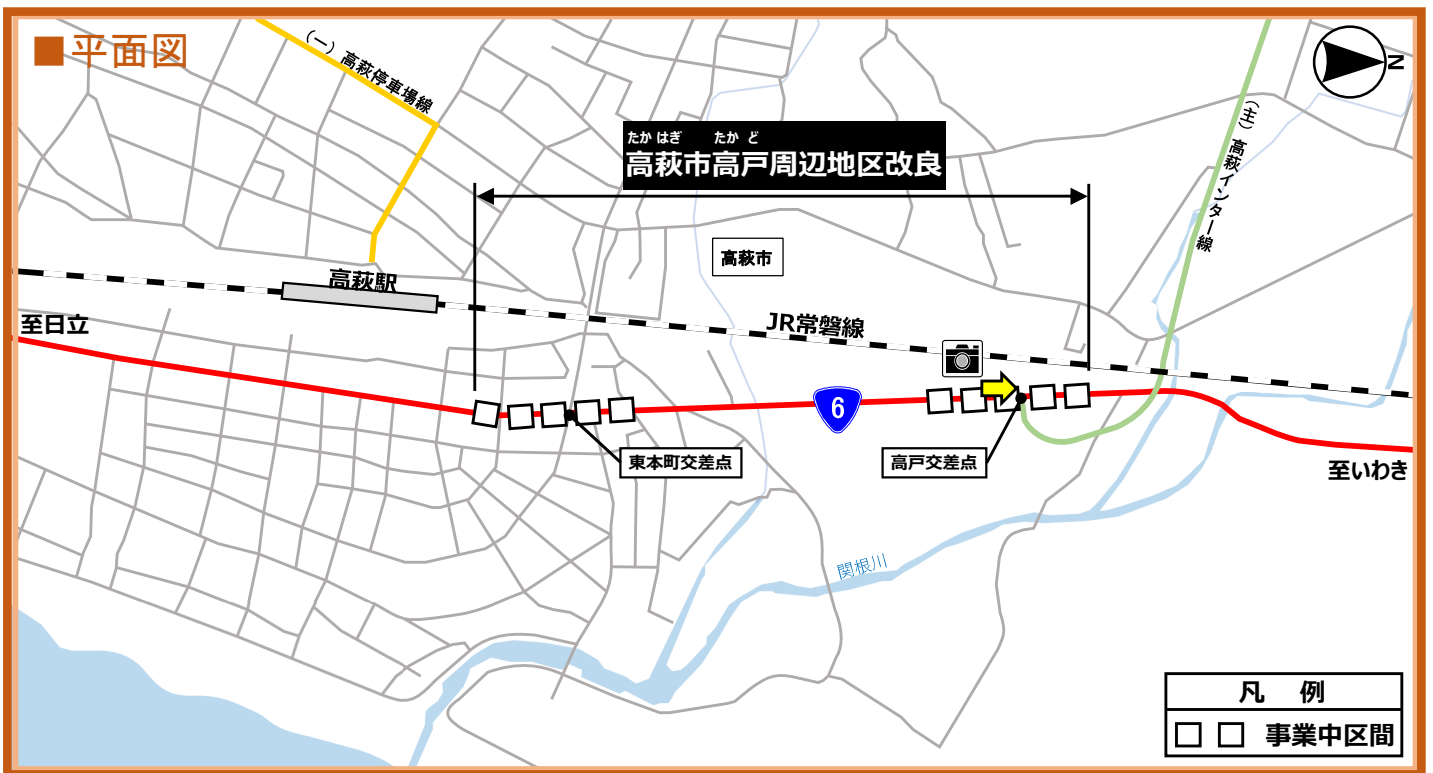 ■平面図
(一)高萩停車場線
N
(主)高萩インター線
たか はぎ たか ど
高萩市高戸周辺地区改良
高萩市
高萩駅
至日立
JR常磐線
6
東本町交差点
高戸交差点
至いわき
関根川
凡 例
事業中区間